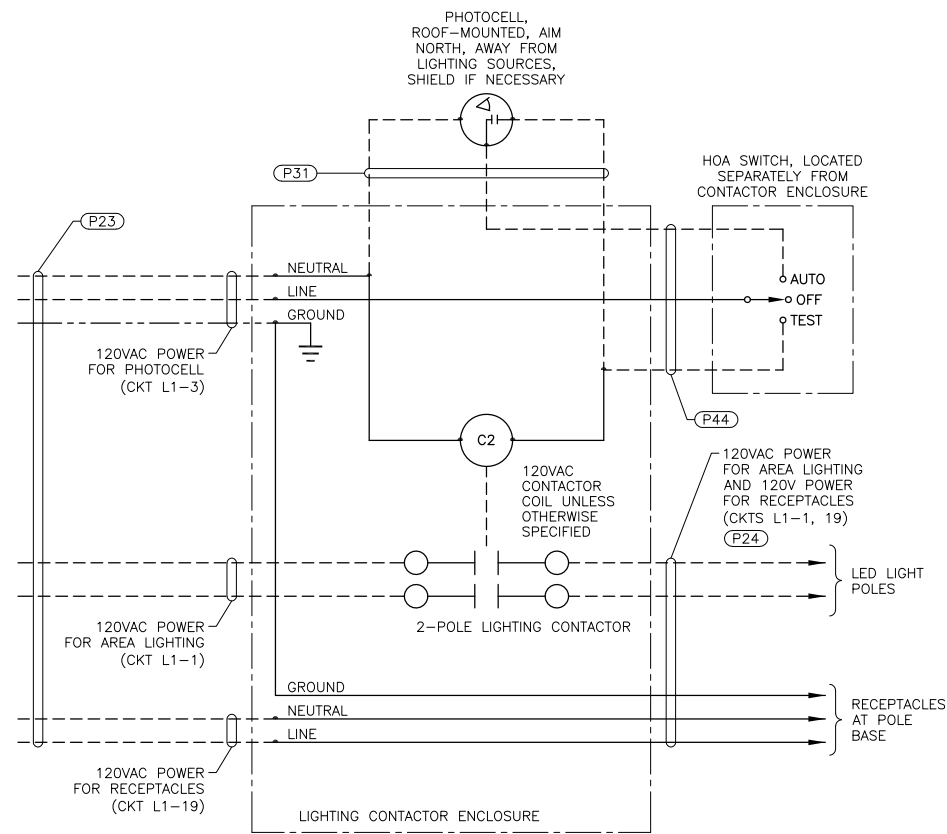 PHOTOCELL,
ROOF-MOUNTED, AIM
NORTH, AWAY FROM
LIGHTING SOURCES,
SHIELD IF NECESSARY
P31
HOA SWITCH, LOCATED
SEPARATELY FROM
CONTACTOR ENCLOSURE
P23
NEUTRAL
LINE
GROUND
AUTO
OFF
TEST
120VAC POWER
FOR PHOTOCELL
(CKT L1-3)
P44
C2
120VAC
CONTACTOR
COIL UNLESS
OTHERWISE
SPECIFIED
120VAC POWER
FOR AREA LIGHTING
AND 120V POWER
FOR RECEPTACLES
(CKTS L1-1, 19)
P24
LED LIGHT
POLES
2-POLE LIGHTING CONTACTOR
120VAC POWER
FOR AREA LIGHTING
(CKT L1-1)
GROUND
NEUTRAL
LINE
RECEPTACLES
AT POLE
BASE
120VAC POWER
FOR RECEPTACLES
(CKT L1-19)
LIGHTING CONTACTOR ENCLOSURE